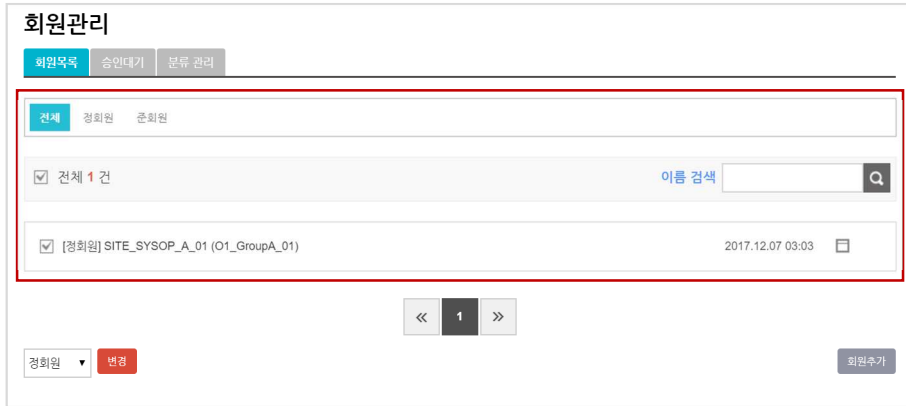 회원관리
회원목록 승인대기 분류 관리
전체 정회원 준회원
전체 1 건 이름 검색
[정회원] SITE_SYSOP_A_01 (O1_GroupA_01) 2017.12.07 03:03
« 1 »
정회원 ▼ 변경 회원추가